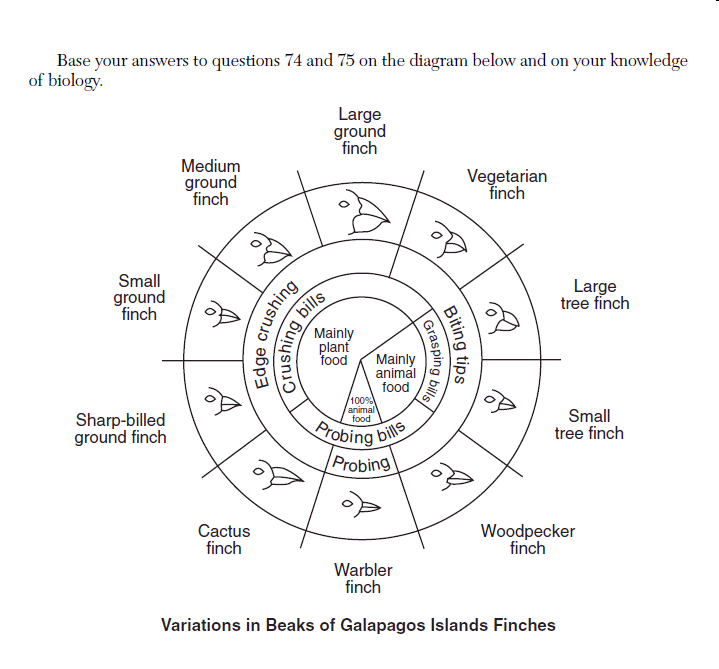 Base your answers to questions 74 and 75 on the diagram below and on your knowledge
of biology.
Large
ground
finch
Medium
ground
finch
Vegetarian
finch
Small
ground
finch
Large
tree finch
Edge crushing
Crushing bills
Biting tips
Grasping bills
Mainly
plant
food
Mainly
animal
food
100%
animal
food
Probing bills
Probing
Sharp-billed
ground finch
Small
tree finch
Cactus
finch
Woodpecker
finch
Warbler
finch
Variations in Beaks of Galapagos Islands Finches